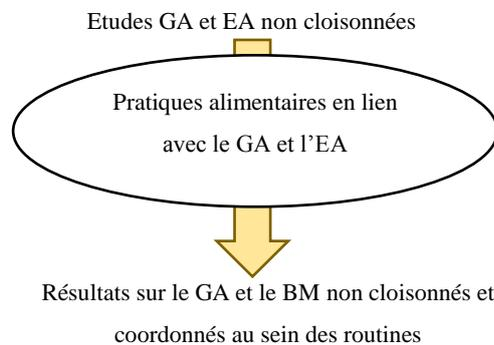 Etudes GA et EA non cloisonnées
Pratiques alimentaires en lien
avec le GA et l’EA
Résultats sur le GA et le BM non cloisonnés et
coordonnés au sein des routines